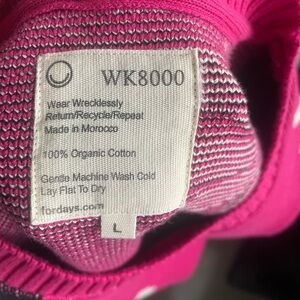 WK8000
Wear Wrecklessly
Return/Recycle/Repeat
Made in Morocco
100% Organic Cotton
Gentle Machine Wash Cold
Lay Flat To Dry
fordays.com
L